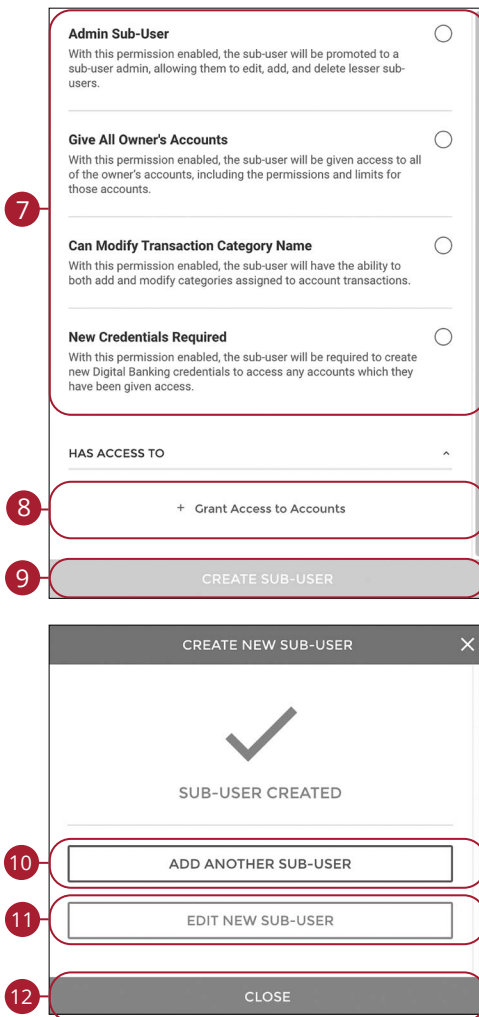 Admin Sub-User
With this permission enabled, the sub-user will be promoted to a
sub-user admin, allowing them to edit, add, and delete lesser sub-
users.
Give All Owner's Accounts
With this permission enabled, the sub-user will be given access to all
of the owner's accounts, including the permissions and limits for
those accounts.
7
Can Modify Transaction Category Name
With this permission enabled, the sub-user will have the ability to
both add and modify categories assigned to account transactions.
New Credentials Required
With this permission enabled, the sub-user will be required to create
new Digital Banking credentials to access any accounts which they
have been given access.
HAS ACCESS TO
8
+ Grant Access to Accounts
9
CREATE SUB-USER
CREATE NEW SUB-USER
SUB-USER CREATED
10
ADD ANOTHER SUB-USER
11
EDIT NEW SUB-USER
12
CLOSE